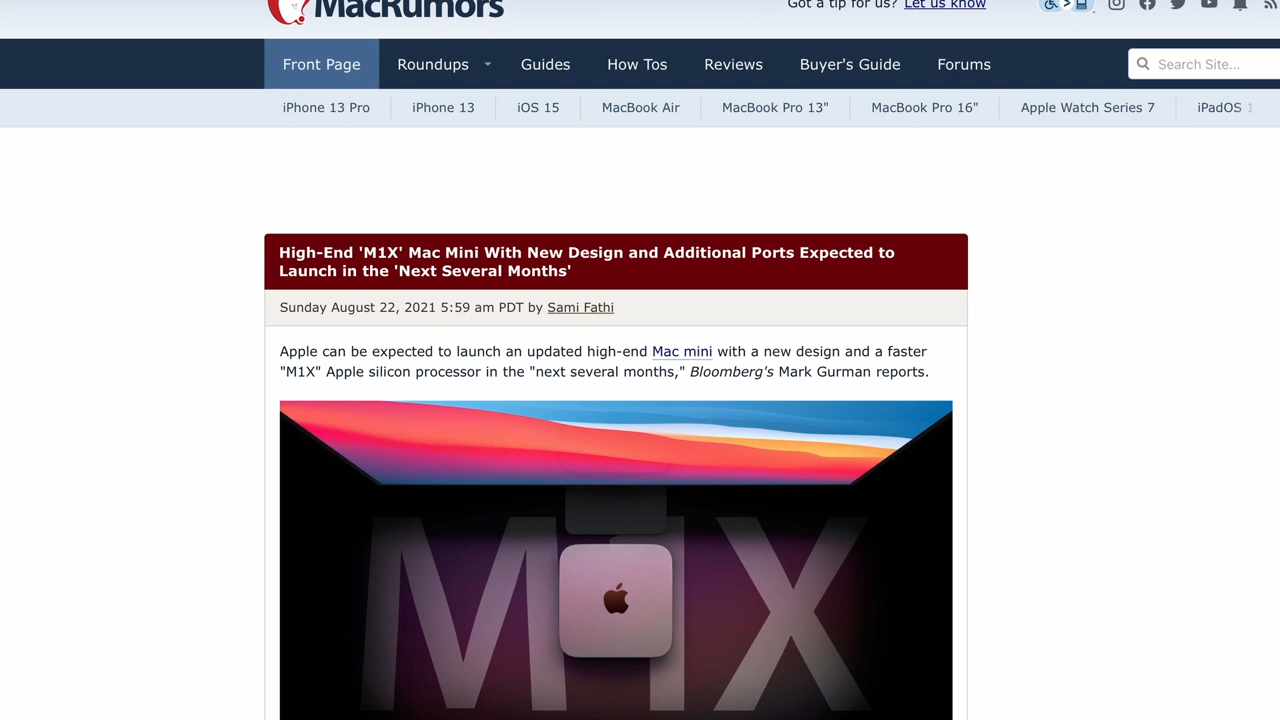 MacRumors
Got a tip for us? Let us know
Front Page Roundups Guides How Tos Reviews Buyer's Guide Forums Search Site...
iPhone 13 Pro iPhone 13 iOS 15 MacBook Air MacBook Pro 13" MacBook Pro 16" Apple Watch Series 7 iPadOS 1
High-End 'M1X' Mac Mini With New Design and Additional Ports Expected to
Launch in the 'Next Several Months'
Sunday August 22, 2021 5:59 am PDT by Sami Fathi
Apple can be expected to launch an updated high-end Mac mini with a new design and a faster
"M1X" Apple silicon processor in the "next several months," Bloomberg's Mark Gurman reports.
M1X